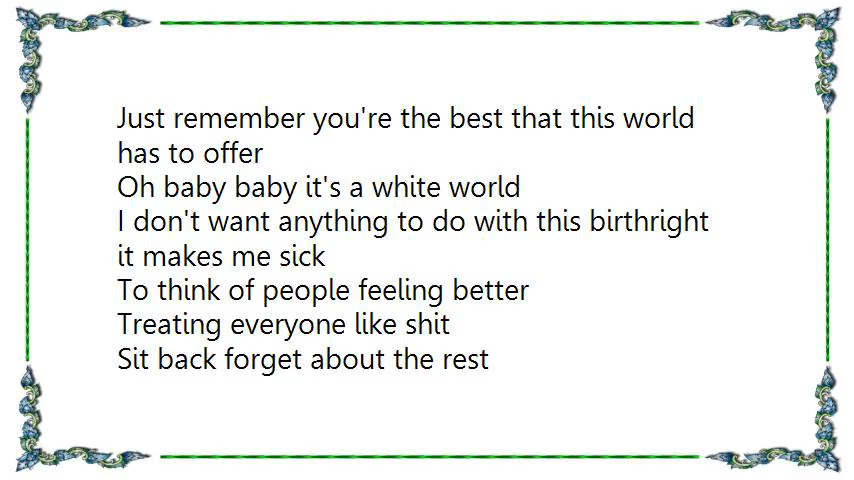 Just remember you're the best that this world
has to offer
Oh baby baby it's a white world
I don't want anything to do with this birthright
it makes me sick
To think of people feeling better
Treating everyone like shit
Sit back forget about the rest